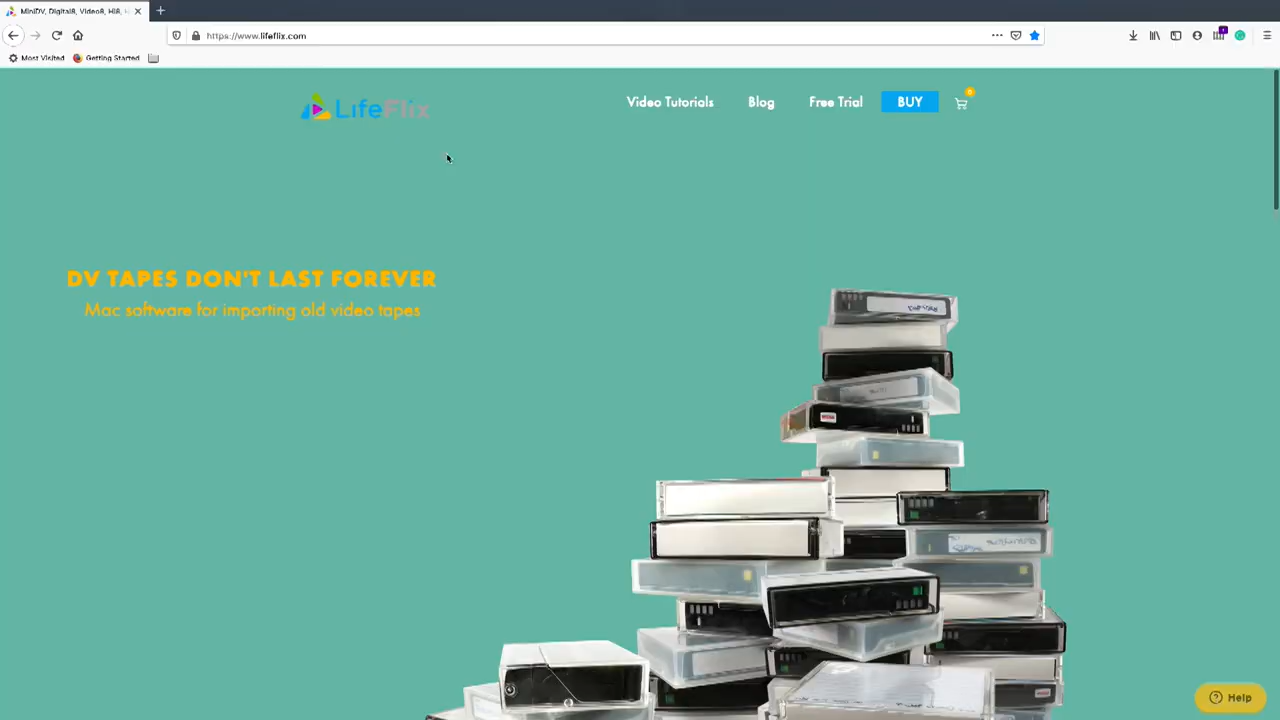 MiniDV, Digital8, Video8, Hi8,
https://www.lifeflix.com
Most Visited
Getting Started
LifeFlix
Video Tutorials
Blog
Free Trial
BUY
0
DV TAPES DON'T LAST FOREVER
Mac software for importing old video tapes
Help